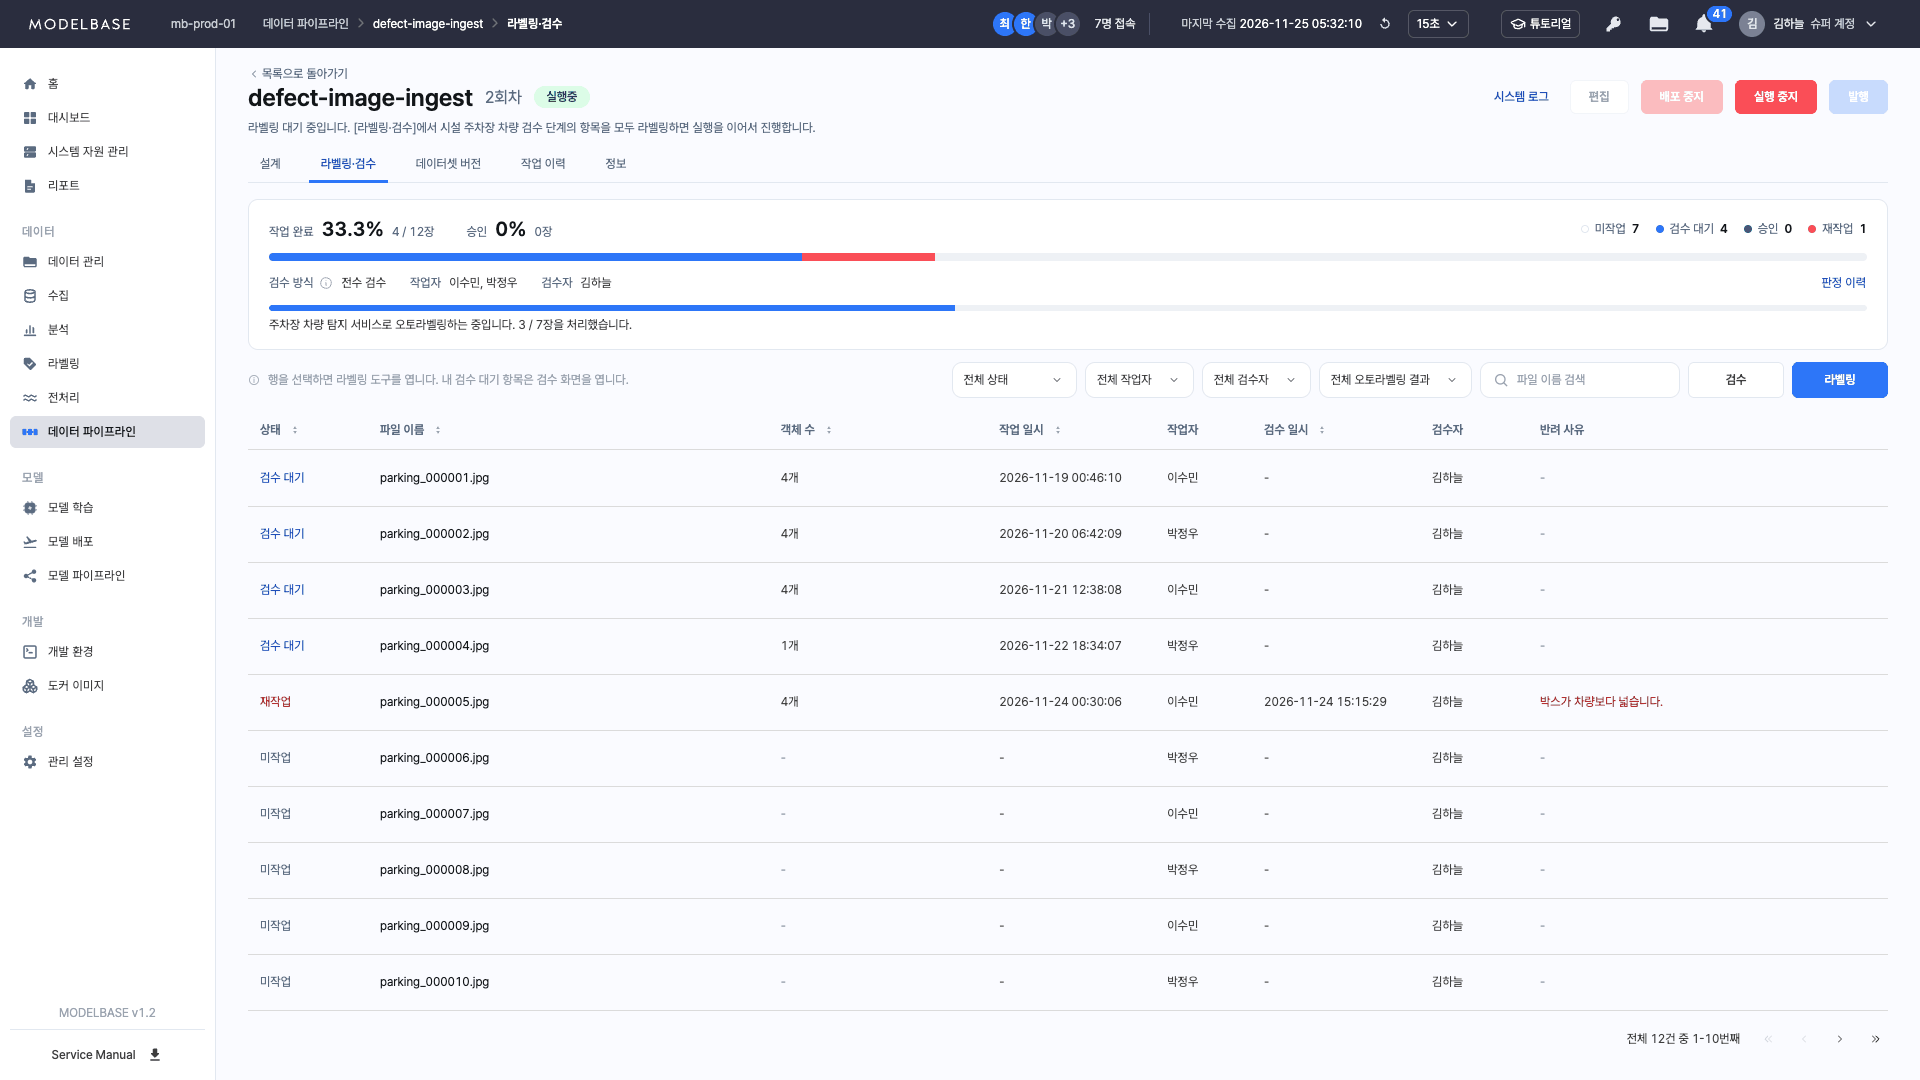 MODELBASE
mb-prod-01
데이터 파이프라인 > defect-image-ingest > 라벨링·검수
최 한 박 +3 7명 접속
마지막 수집 2026-11-25 05:32:10
15초
튜토리얼
41
김 김하늘 슈퍼 계정
홈
대시보드
시스템 자원 관리
리포트
데이터
데이터 관리
수집
분석
라벨링
전처리
데이터 파이프라인
모델
모델 학습
모델 배포
모델 파이프라인
개발
개발 환경
도커 이미지
설정
관리 설정
MODELBASE v1.2
Service Manual
목록으로 돌아가기
defect-image-ingest 2회차 실행중
시스템 로그 편집 배포 중지 실행 중지 발행
라벨링 대기 중입니다. [라벨링·검수]에서 시설 주차장 차량 검수 단계의 항목을 모두 라벨링하면 실행을 이어서 진행합니다.
설계 라벨링·검수 데이터셋 버전 작업 이력 정보
작업 완료 33.3% 4 / 12장 승인 0% 0장
미작업 7 검수 대기 4 승인 0 재작업 1
검수 방식 전수 검수 작업자 이수민, 박정우 검수자 김하늘
판정 이력
주차장 차량 탐지 서비스로 오토라벨링하는 중입니다. 3 / 7장을 처리했습니다.
행을 선택하면 라벨링 도구를 엽니다. 내 검수 대기 항목은 검수 화면을 엽니다.
전체 상태 전체 작업자 전체 검수자 전체 오토라벨링 결과 파일 이름 검색 검수 라벨링
상태 파일 이름 객체 수 작업 일시 작업자 검수 일시 검수자 반려 사유
검수 대기 parking_000001.jpg 4개 2026-11-19 00:46:10 이수민 - 김하늘 -
검수 대기 parking_000002.jpg 4개 2026-11-20 06:42:09 박정우 - 김하늘 -
검수 대기 parking_000003.jpg 4개 2026-11-21 12:38:08 이수민 - 김하늘 -
검수 대기 parking_000004.jpg 1개 2026-11-22 18:34:07 박정우 - 김하늘 -
재작업 parking_000005.jpg 4개 2026-11-24 00:30:06 이수민 2026-11-24 15:15:29 김하늘 박스가 차량보다 넓습니다.
미작업 parking_000006.jpg - - 박정우 - 김하늘 -
미작업 parking_000007.jpg - - 이수민 - 김하늘 -
미작업 parking_000008.jpg - - 박정우 - 김하늘 -
미작업 parking_000009.jpg - - 이수민 - 김하늘 -
미작업 parking_000010.jpg - - 박정우 - 김하늘 -
전체 12건 중 1-10번째